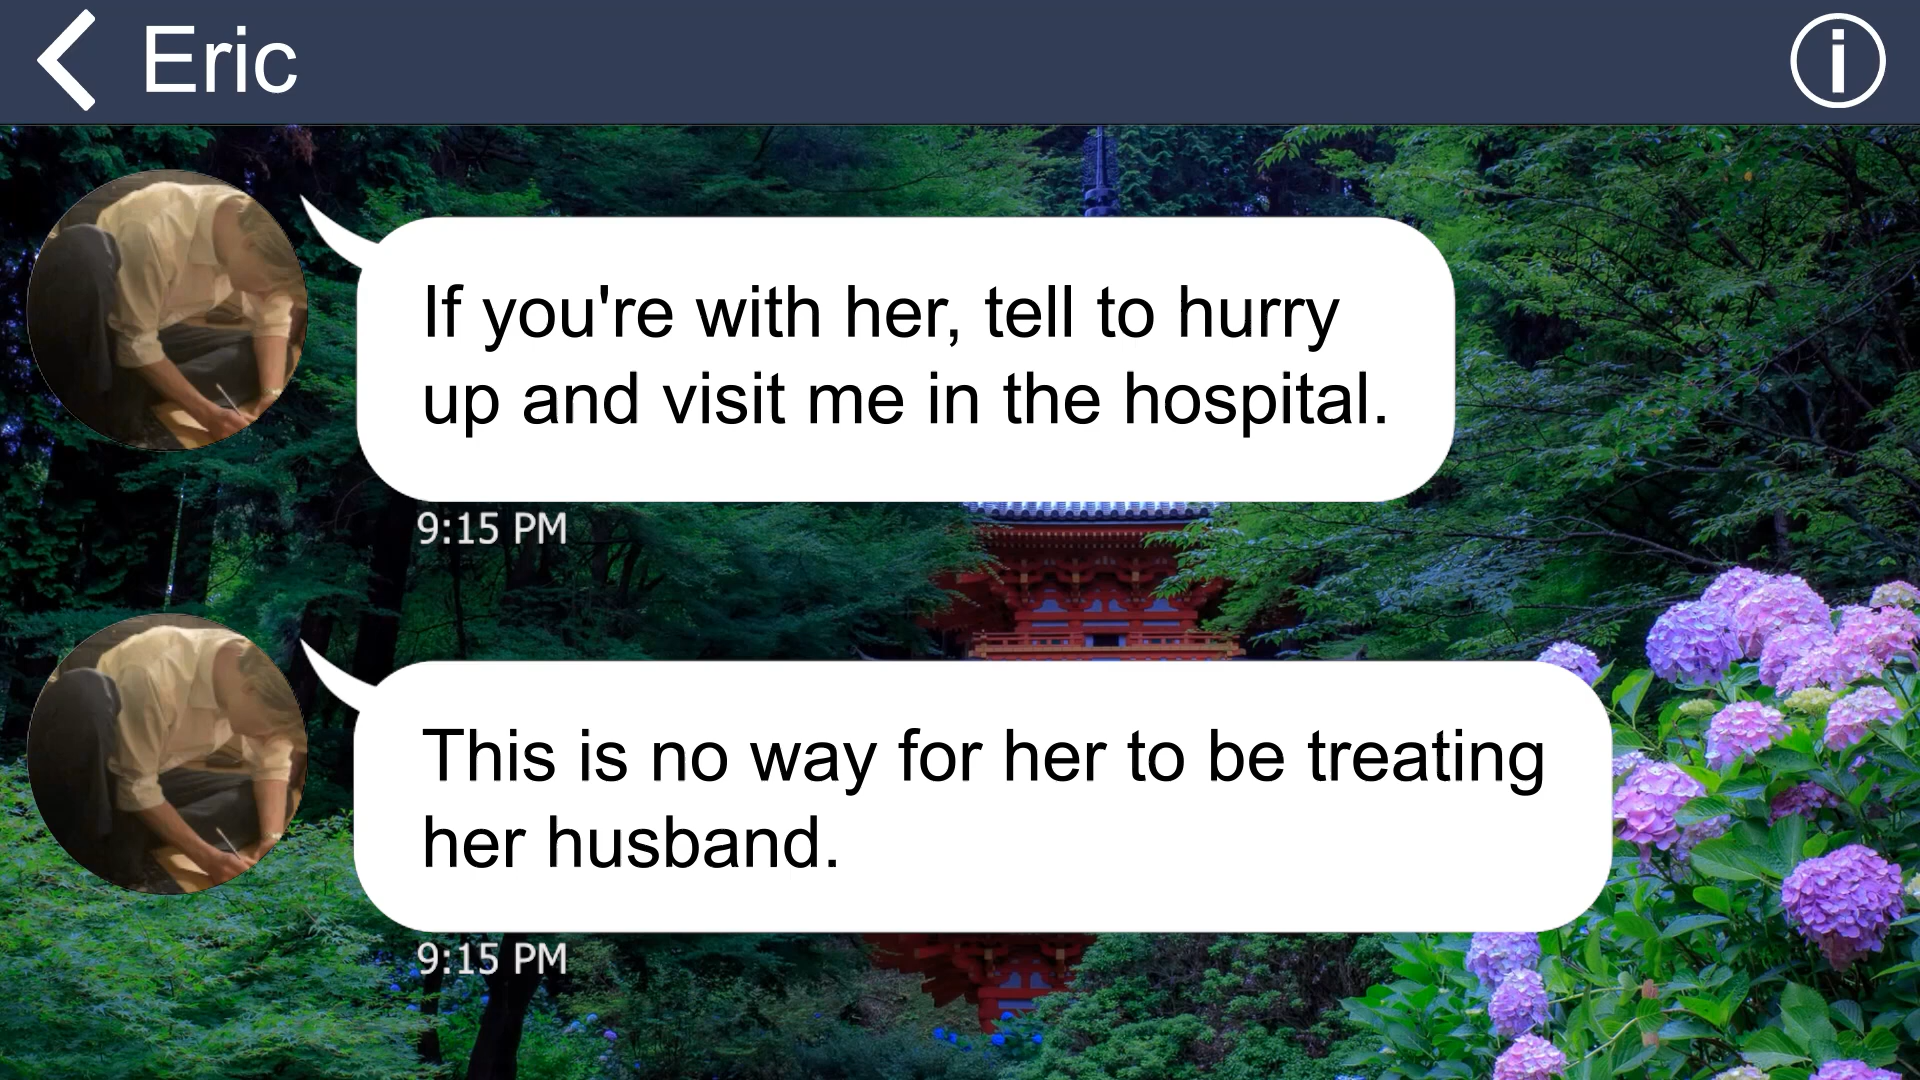 Eric
If you're with her, tell to hurry
up and visit me in the hospital.
9:15 PM
This is no way for her to be treating
her husband.
9:15 PM